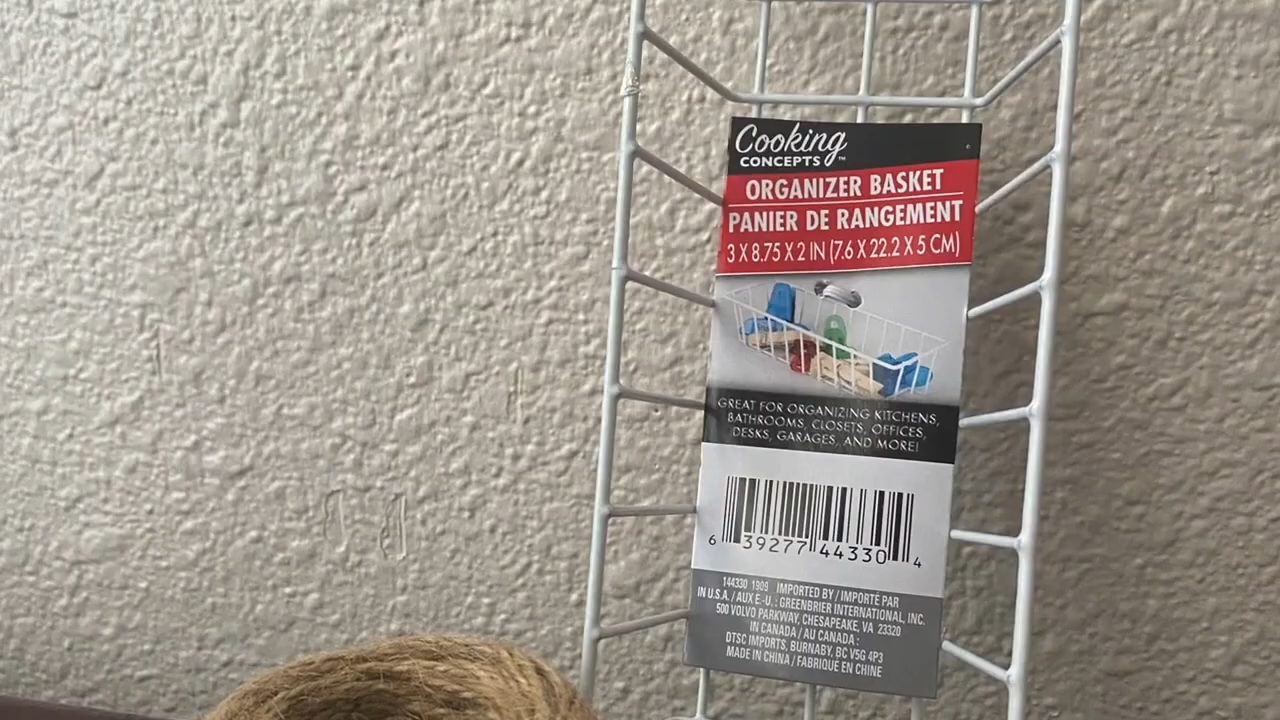 Cooking
CONCEPTS™
ORGANIZER BASKET
PANIER DE RANGEMENT
3 X 8.75 X 2 IN (7.6 X 22.2 X 5 CM)
GREAT FOR ORGANIZING KITCHENS,
BATHROOMS, CLOSETS, OFFICES,
DESKS, GARAGES, AND MORE!
6 39277 44330 4
144330 1909 IMPORTED BY / IMPORTÉ PAR
IN U.S.A. / AUX E.-U. : GREENBRIER INTERNATIONAL, INC.
500 VOLVO PARKWAY, CHESAPEAKE, VA 23320
IN CANADA / AU CANADA :
DTSC IMPORTS, BURNABY, BC V5G 4P3
MADE IN CHINA / FABRIQUÉ EN CHINE